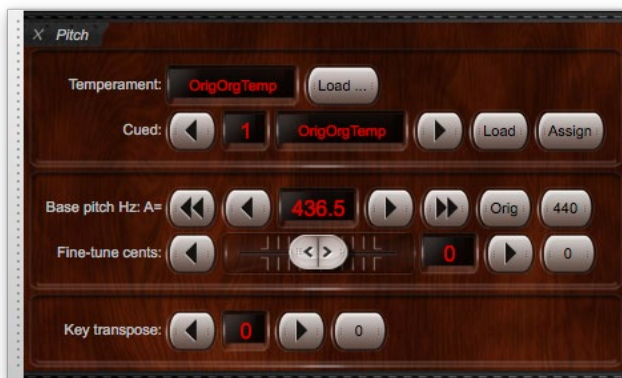 X Pitch
Temperament: OrigOrgTemp Load ...
Cued: 1 OrigOrgTemp Load Assign
Base pitch Hz: A= 436.5 Orig 440
Fine-tune cents: 0 0
Key transpose: 0 0